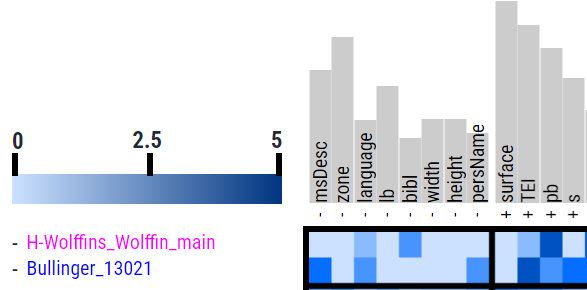 0 2.5 5
- H-Wolffins_Wolffin_main
- Bullinger_13021
- msDesc
- zone
- language
- lb
- bibl
- width
- height
- persName
+ surface
+ TEI
+ pb
+ s